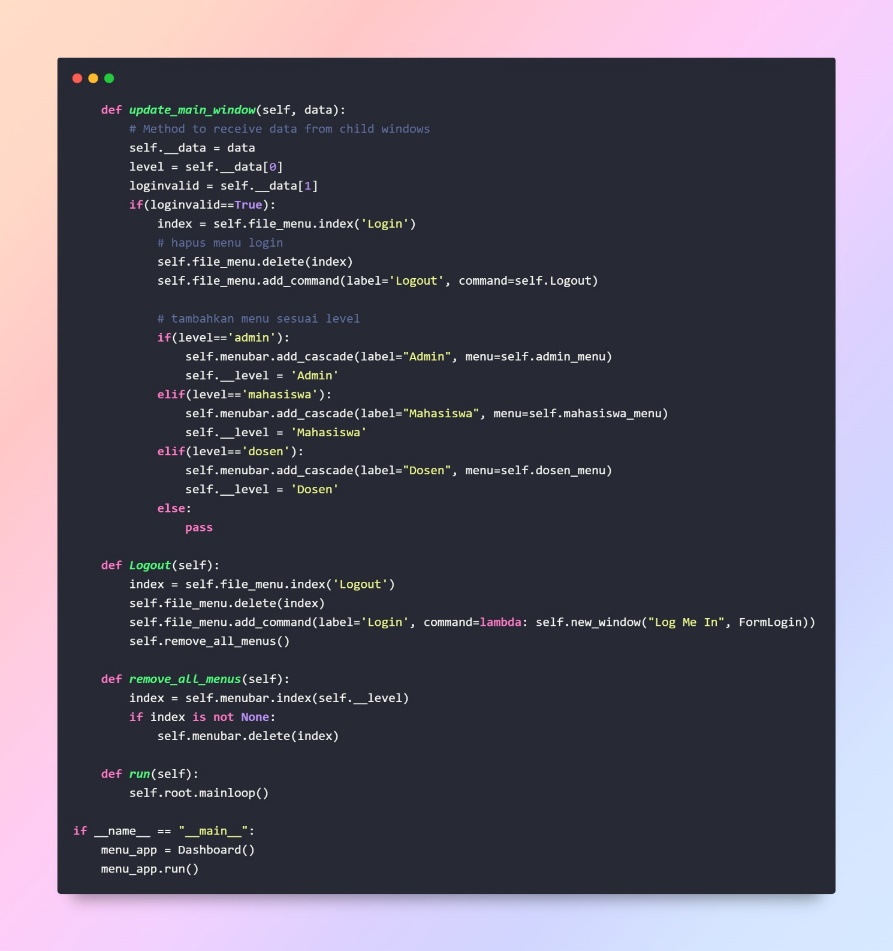 def update_main_window(self, data):
        # Method to receive data from child windows
        self.__data = data
        level = self.__data[0]
        loginvalid = self.__data[1]
        if(loginvalid==True):
            index = self.file_menu.index('Login')
            # hapus menu login
            self.file_menu.delete(index)
            self.file_menu.add_command(label='Logout', command=self.Logout)

            # tambahkan menu sesuai level
            if(level=='admin'):
                self.menubar.add_cascade(label="Admin", menu=self.admin_menu)
                self.__level = 'Admin'
            elif(level=='mahasiswa'):
                self.menubar.add_cascade(label="Mahasiswa", menu=self.mahasiswa_menu)
                self.__level = 'Mahasiswa'
            elif(level=='dosen'):
                self.menubar.add_cascade(label="Dosen", menu=self.dosen_menu)
                self.__level = 'Dosen'
            else:
                pass

    def Logout(self):
        index = self.file_menu.index('Logout')
        self.file_menu.delete(index)
        self.file_menu.add_command(label='Login', command=lambda: self.new_window("Log Me In", FormLogin))
        self.remove_all_menus()

    def remove_all_menus(self):
        index = self.menubar.index(self.__level)
        if index is not None:
            self.menubar.delete(index)

    def run(self):
        self.root.mainloop()

if __name__ == "__main__":
    menu_app = Dashboard()
    menu_app.run()